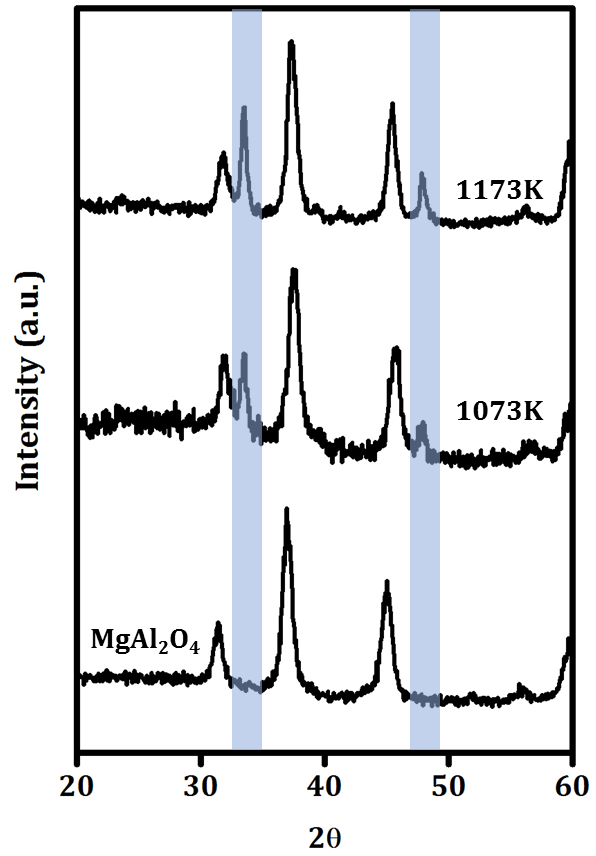 1173K
1073K
MgAl₂O₄
Intensity (a.u.)
20 30 40 50 60
2θ